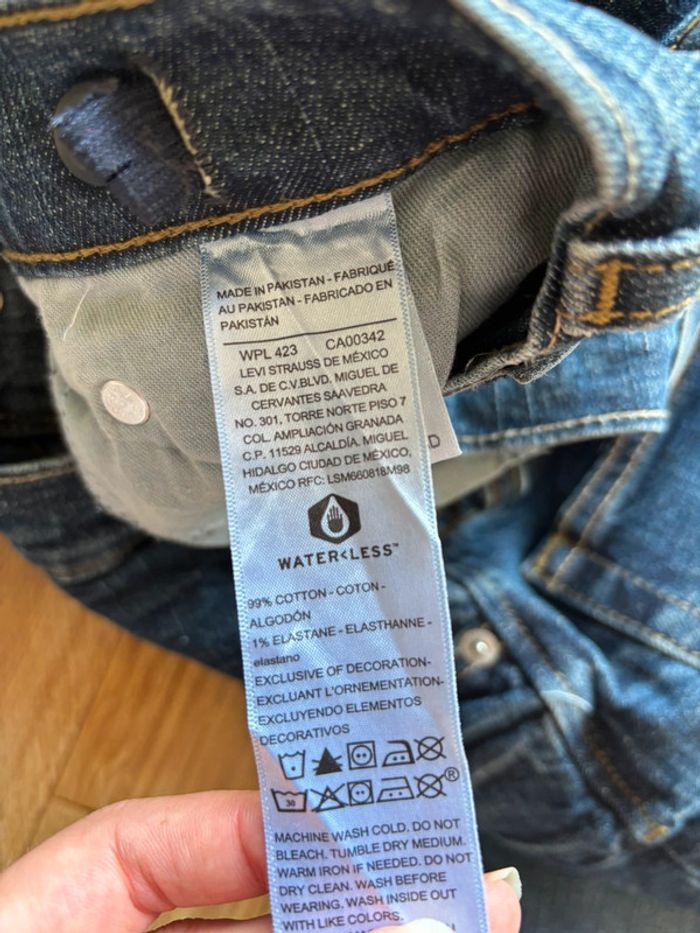 MADE IN PAKISTAN - FABRIQUÉ
AU PAKISTAN - FABRICADO EN
PAKISTÁN
WPL 423 CA00342
LEVI STRAUSS DE MÉXICO
S.A. DE C.V.BLVD. MIGUEL DE
CERVANTES SAAVEDRA
NO. 301, TORRE NORTE PISO 7
COL. AMPLIACIÓN GRANADA
C.P. 11529 ALCALDÍA. MIGUEL
HIDALGO CIUDAD DE MÉXICO,
MÉXICO RFC: LSM660818M98
D
WATER<LESS™
99% COTTON - COTON -
ALGODÓN
1% ELASTANE - ELASTHANNE -
elastano
EXCLUSIVE OF DECORATION-
EXCLUANT L'ORNEMENTATION-
EXCLUYENDO ELEMENTOS
DECORATIVOS
30 ®
MACHINE WASH COLD. DO NOT
BLEACH. TUMBLE DRY MEDIUM.
WARM IRON IF NEEDED. DO NOT
DRY CLEAN. WASH BEFORE
WEARING. WASH INSIDE OUT
WITH LIKE COLORS.